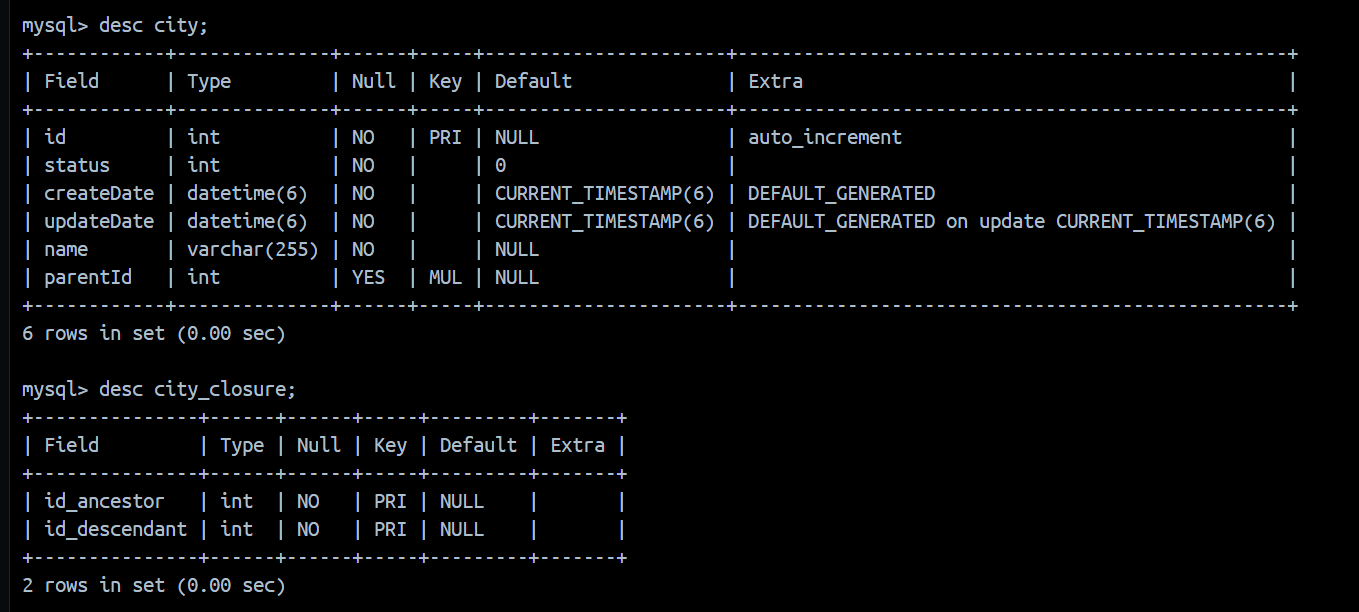 mysql> desc city;
+------------+--------------+------+-----+----------------------+--------------------------------------------------+
| Field      | Type         | Null | Key | Default              | Extra                                            |
+------------+--------------+------+-----+----------------------+--------------------------------------------------+
| id         | int          | NO   | PRI | NULL                 | auto_increment                                   |
| status     | int          | NO   |     | 0                    |                                                  |
| createDate | datetime(6)  | NO   |     | CURRENT_TIMESTAMP(6) | DEFAULT_GENERATED                                |
| updateDate | datetime(6)  | NO   |     | CURRENT_TIMESTAMP(6) | DEFAULT_GENERATED on update CURRENT_TIMESTAMP(6) |
| name       | varchar(255) | NO   |     | NULL                 |                                                  |
| parentId   | int          | YES  | MUL | NULL                 |                                                  |
+------------+--------------+------+-----+----------------------+--------------------------------------------------+
6 rows in set (0.00 sec)

mysql> desc city_closure;
+---------------+------+------+-----+---------+-------+
| Field         | Type | Null | Key | Default | Extra |
+---------------+------+------+-----+---------+-------+
| id_ancestor   | int  | NO   | PRI | NULL    |       |
| id_descendant | int  | NO   | PRI | NULL    |       |
+---------------+------+------+-----+---------+-------+
2 rows in set (0.00 sec)